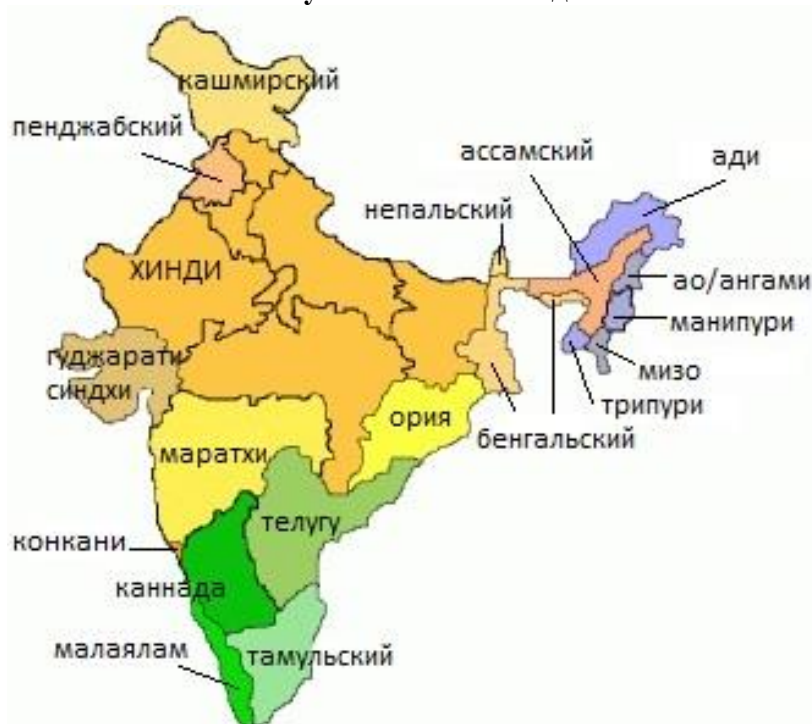 кашмирский
пенджабский
ассамский
ади
непальский
ХИНДИ
ао/ангами
манипури
гуджарати
синдхи
мизо
трипури
ория
бенгальский
маратхи
телугу
конкани
каннада
малаялам
тамульский